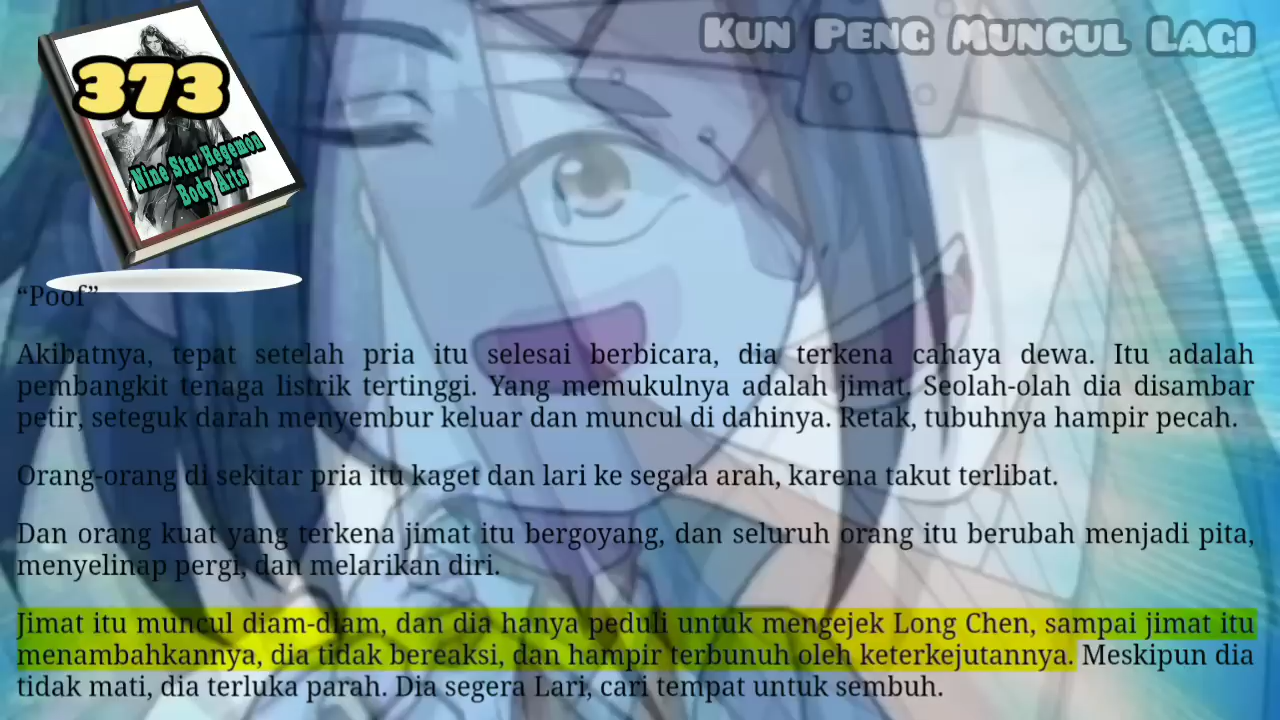 Kun Peng Muncul Lagi
373
Nine Star Hegemon
Body Arts
“Poof”
Akibatnya, tepat setelah pria itu selesai berbicara, dia terkena cahaya dewa. Itu adalah
pembangkit tenaga listrik tertinggi. Yang memukulnya adalah jimat. Seolah-olah dia disambar
petir, seteguk darah menyembur keluar dan muncul di dahinya. Retak, tubuhnya hampir pecah.
Orang-orang di sekitar pria itu kaget dan lari ke segala arah, karena takut terlibat.
Dan orang kuat yang terkena jimat itu bergoyang, dan seluruh orang itu berubah menjadi pita,
menyelinap pergi, dan melarikan diri.
Jimat itu muncul diam-diam, dan dia hanya peduli untuk mengejek Long Chen, sampai jimat itu
menambahkannya, dia tidak bereaksi, dan hampir terbunuh oleh keterkejutannya. Meskipun dia
tidak mati, dia terluka parah. Dia segera Lari, cari tempat untuk sembuh.